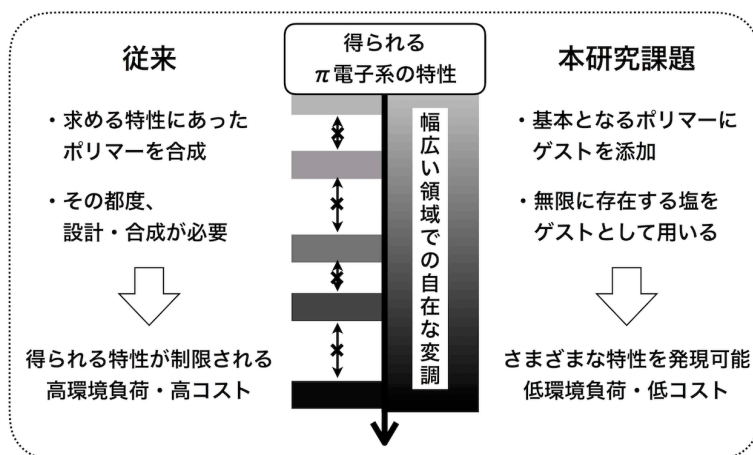 従来
・求める特性にあった
ポリマーを合成
・その都度、
設計・合成が必要
得られる特性が制限される
高環境負荷・高コスト
得られる
π電子系の特性
幅広い領域での自在な変調
本研究課題
・基本となるポリマーに
ゲストを添加
・無限に存在する塩を
ゲストとして用いる
さまざまな特性を発現可能
低環境負荷・低コスト